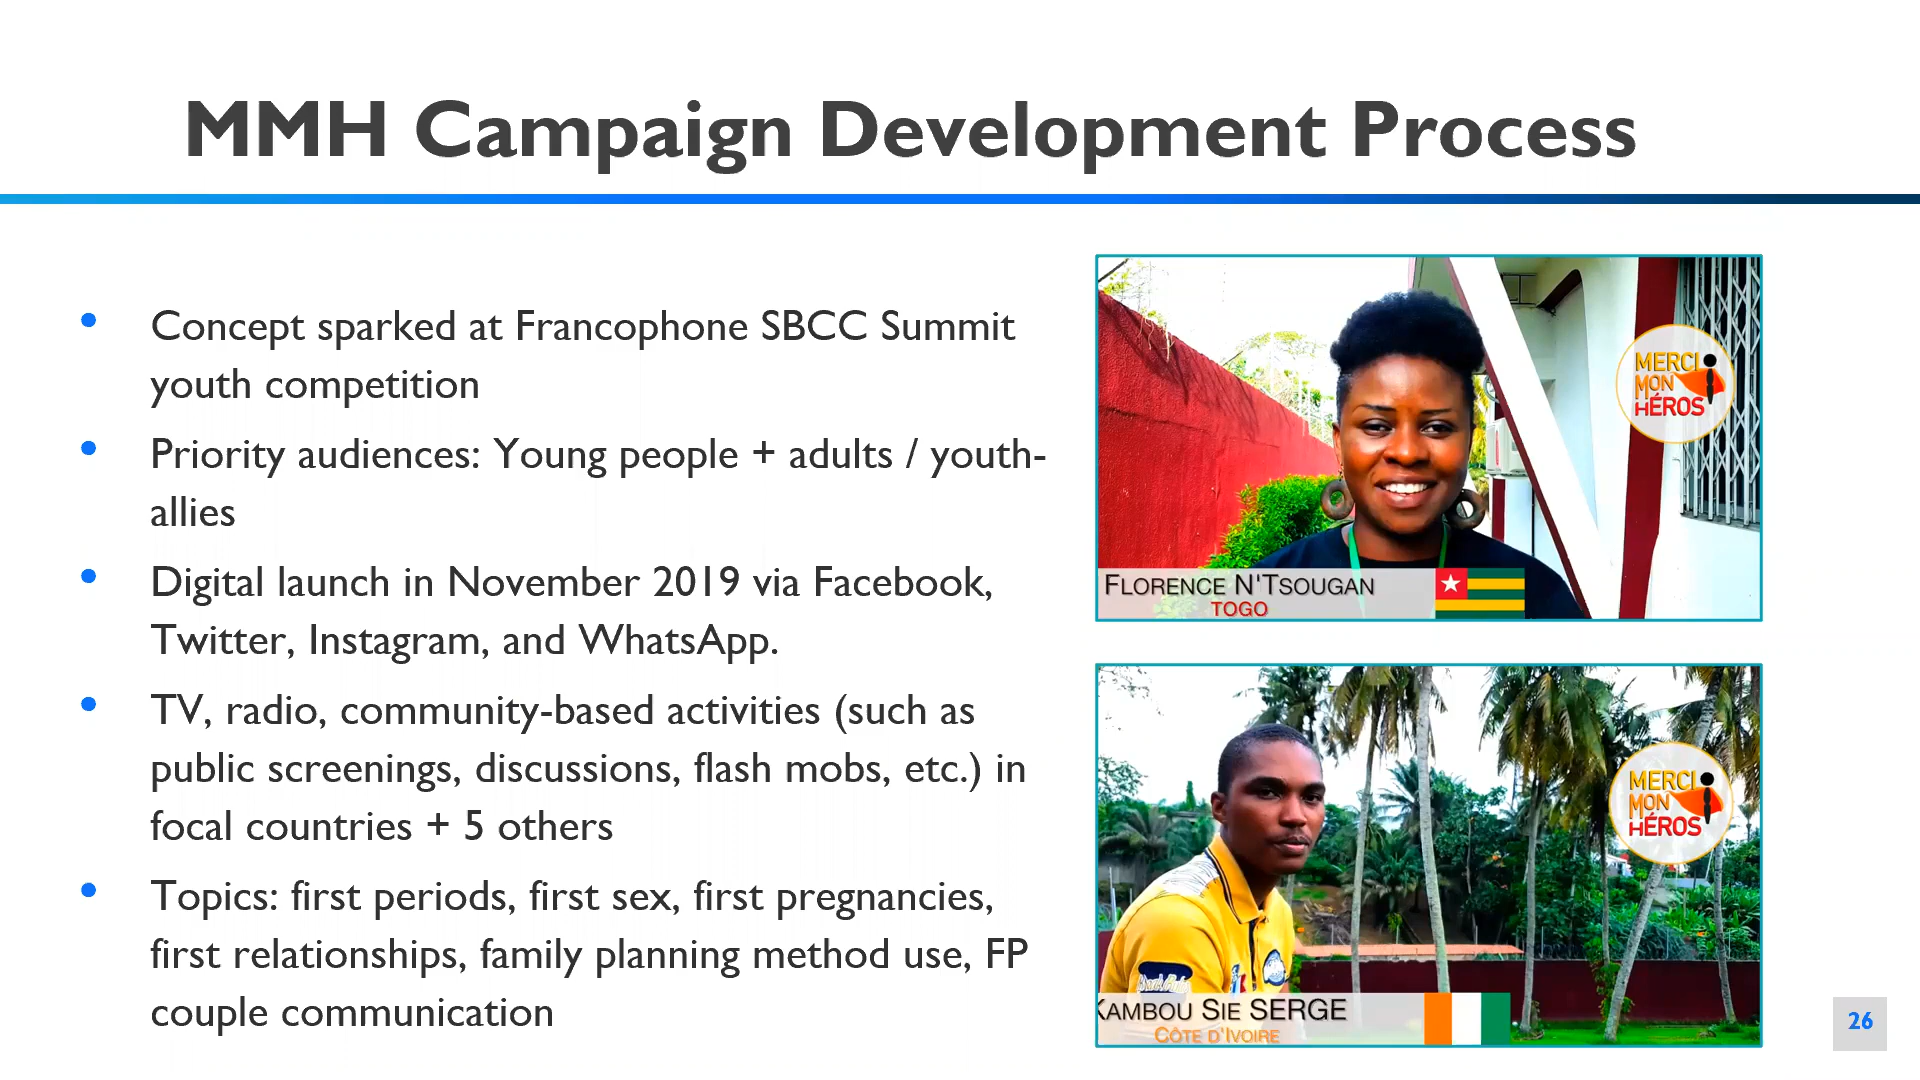 MMH Campaign Development Process
• Concept sparked at Francophone SBCC Summit
youth competition
• Priority audiences: Young people + adults / youth-
allies
• Digital launch in November 2019 via Facebook,
Twitter, Instagram, and WhatsApp.
• TV, radio, community-based activities (such as
public screenings, discussions, flash mobs, etc.) in
focal countries + 5 others
• Topics: first periods, first sex, first pregnancies,
first relationships, family planning method use, FP
couple communication
MERCI
MON
HÉROS
FLORENCE N'TSOUGAN
TOGO
MERCI
MON
HÉROS
KAMBOU SIE SERGE
CÔTE D'IVOIRE
26